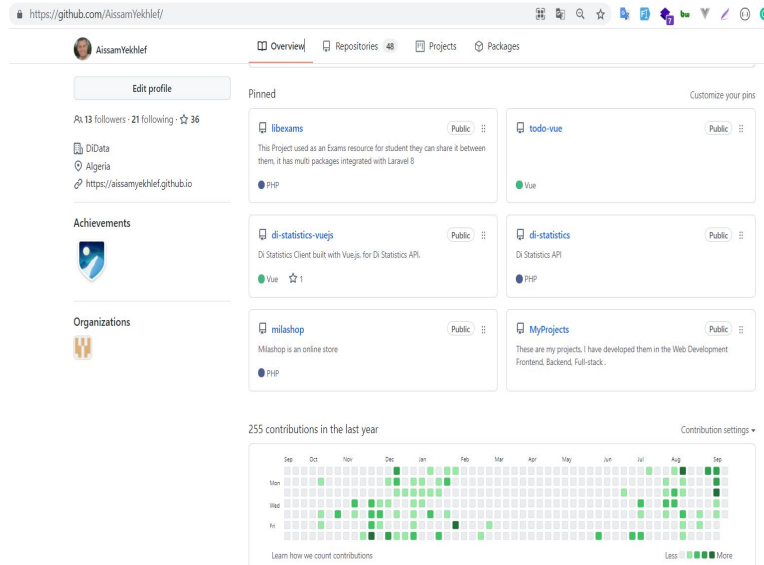 https://github.com/AissamYekhlef/
7
AissamYekhlef
Overview
Repositories 48
Projects
Packages
Edit profile
13 followers · 21 following · 36
DiData
Algeria
https://aissamyekhlef.github.io
Achievements
Organizations
Pinned
Customize your pins
libexams Public
This Project used as an Exams resource for student they can share it between
them, it has multi packages integrated with Laravel 8
PHP
todo-vue Public
Vue
di-statistics-vuejs Public
Di Statistics Client built with Vue.js, for Di Statistics API.
Vue 1
di-statistics Public
Di Statistics API
PHP
milashop Public
Milashop is an online store
PHP
MyProjects Public
These are my projects, I have developed them in the Web Development
Frontend, Backend, Full-stack .
255 contributions in the last year
Contribution settings
Sep Oct Nov Dec Jan Feb Mar Apr May Jun Jul Aug Sep
Mon
Wed
Fri
Learn how we count contributions
Less More